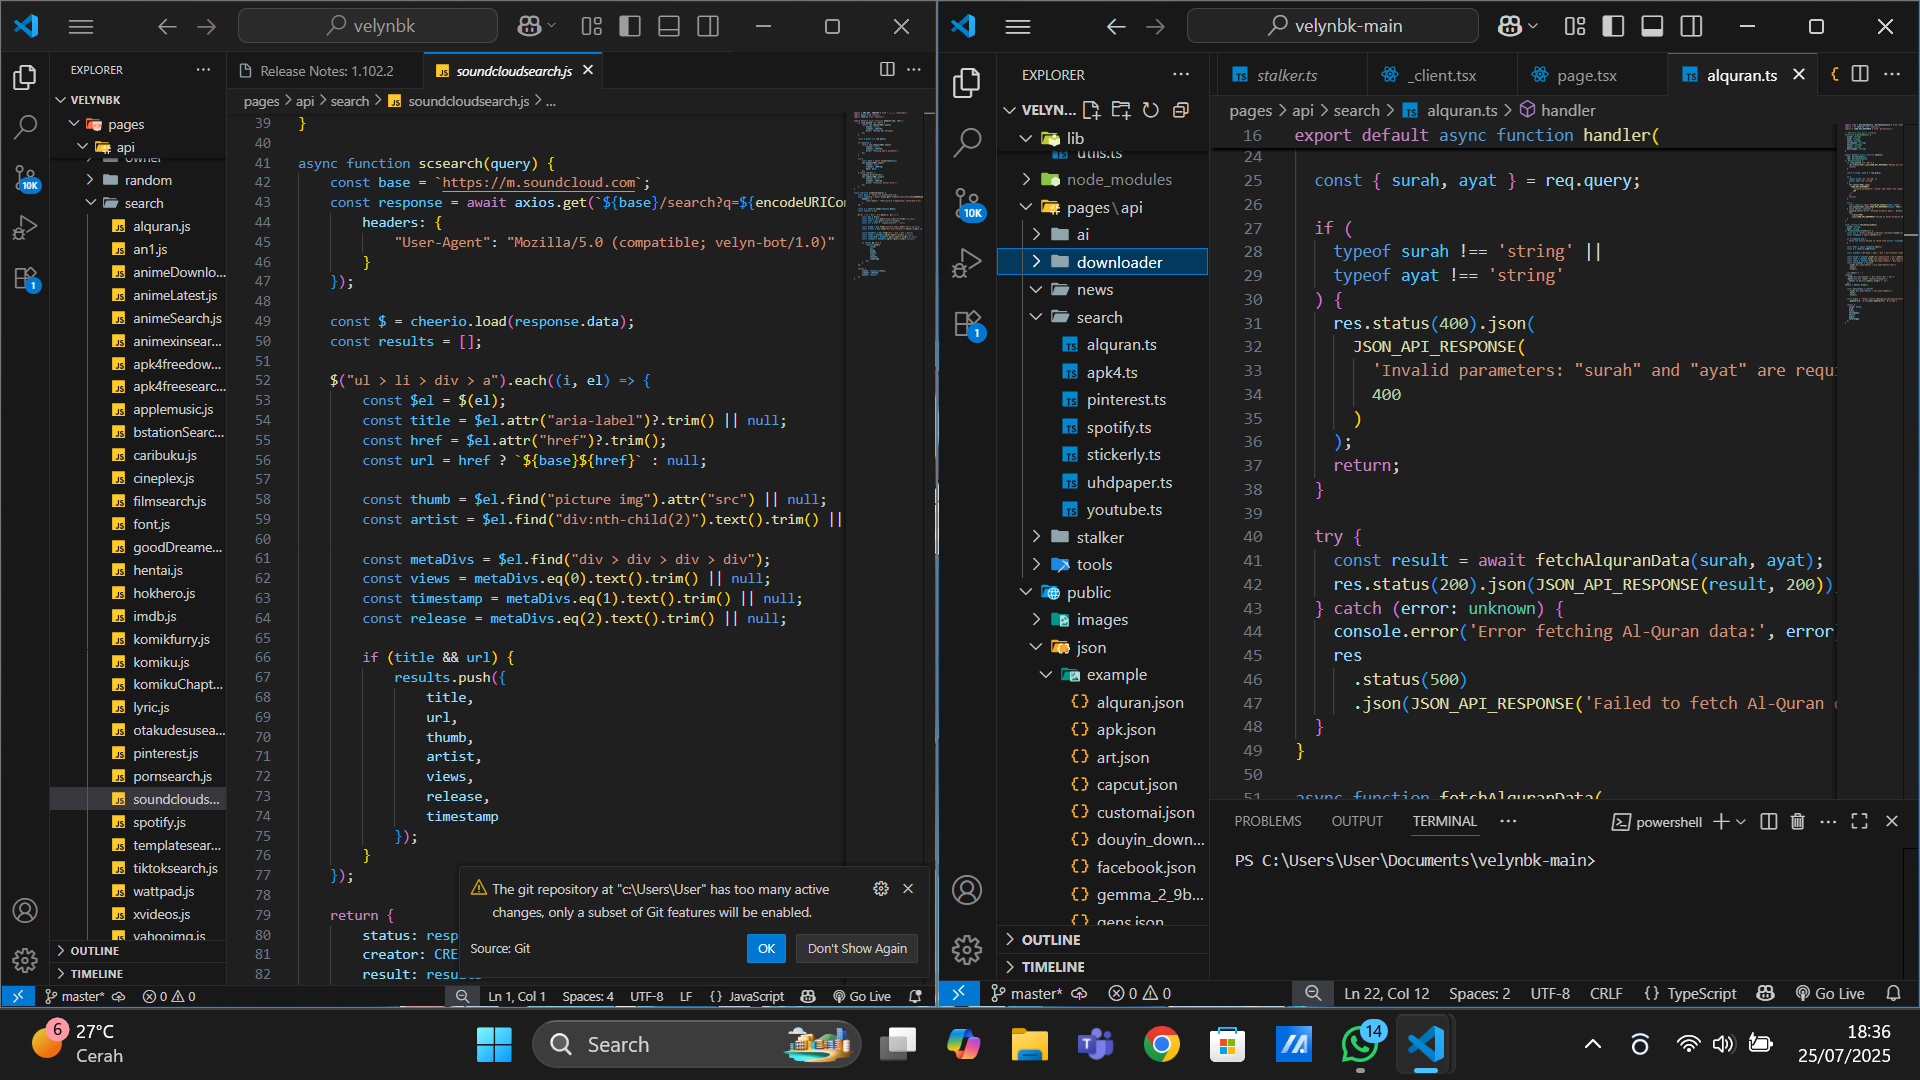 velynbk
EXPLORER
VELYNBK
pages
api
random
search
alquran.js
an1.js
animeDownlo...
animeLatest.js
animeSearch.js
animexinsear...
apk4freedow...
apk4freesearc...
applemusic.js
bstationSearc...
caribuku.js
cineplex.js
filmsearch.js
font.js
goodDreame...
hentai.js
hokhero.js
imdb.js
komikfurry.js
komiku.js
komikuChapt...
lyric.js
otakudesusea...
pinterest.js
pornsearch.js
soundclouds...
spotify.js
templatesear...
tiktoksearch.js
wattpad.js
xvideos.js
yahooimg.js
OUTLINE
TIMELINE
10K
1
Release Notes: 1.102.2
soundcloudsearch.js
pages > api > search > soundcloudsearch.js > ...
39 }
40
41 async function scsearch(query) {
42 const base = `https://m.soundcloud.com`;
43 const response = await axios.get(`${base}/search?q=${encodeURICor
44 headers: {
45 "User-Agent": "Mozilla/5.0 (compatible; velyn-bot/1.0)"
46 }
47 });
48
49 const $ = cheerio.load(response.data);
50 const results = [];
51
52 $("ul > li > div > a").each((i, el) => {
53 const $el = $(el);
54 const title = $el.attr("aria-label")?.trim() || null;
55 const href = $el.attr("href")?.trim();
56 const url = href ? `${base}${href}` : null;
57
58 const thumb = $el.find("picture img").attr("src") || null;
59 const artist = $el.find("div:nth-child(2)").text().trim() ||
60
61 const metaDivs = $el.find("div > div > div > div");
62 const views = metaDivs.eq(0).text().trim() || null;
63 const timestamp = metaDivs.eq(1).text().trim() || null;
64 const release = metaDivs.eq(2).text().trim() || null;
65
66 if (title && url) {
67 results.push({
68 title,
69 url,
70 thumb,
71 artist,
72 views,
73 release,
74 timestamp
75 });
76 }
77 });
78
79 return {
80 status: resp
81 creator: CRE
82 result: results
The git repository at "c:\Users\User" has too many active
changes, only a subset of Git features will be enabled.
Source: Git
OK
Don't Show Again
master*
0 0
Ln 1, Col 1
Spaces: 4
UTF-8
LF
{} JavaScript
Go Live
velynbk-main
EXPLORER
VELYN...
lib
utils.ts
node_modules
pages\api
ai
downloader
news
search
alquran.ts
apk4.ts
pinterest.ts
spotify.ts
stickerly.ts
uhdpaper.ts
youtube.ts
stalker
tools
public
images
json
example
alquran.json
apk.json
art.json
capcut.json
customai.json
douyin_down...
facebook.json
gemma_2_9b...
gens.json
OUTLINE
TIMELINE
10K
1
stalker.ts
_client.tsx
page.tsx
alquran.ts
pages > api > search > alquran.ts > handler
16 export default async function handler(
24
25 const { surah, ayat } = req.query;
26
27 if (
28 typeof surah !== 'string' ||
29 typeof ayat !== 'string'
30 ) {
31 res.status(400).json(
32 JSON_API_RESPONSE(
33 'Invalid parameters: "surah" and "ayat" are requi
34 400
35 )
36 );
37 return;
38 }
39
40 try {
41 const result = await fetchAlquranData(surah, ayat);
42 res.status(200).json(JSON_API_RESPONSE(result, 200))
43 } catch (error: unknown) {
44 console.error('Error fetching Al-Quran data:', error)
45 res
46 .status(500)
47 .json(JSON_API_RESPONSE('Failed to fetch Al-Quran
48 }
49 }
50
51 async function fetchAlquranData(
PROBLEMS
OUTPUT
TERMINAL
powershell
PS C:\Users\User\Documents\velynbk-main>
master*
0 0
Ln 22, Col 12
Spaces: 2
UTF-8
CRLF
{} TypeScript
Go Live
6
27°C
Cerah
Search
14
18:36
25/07/2025